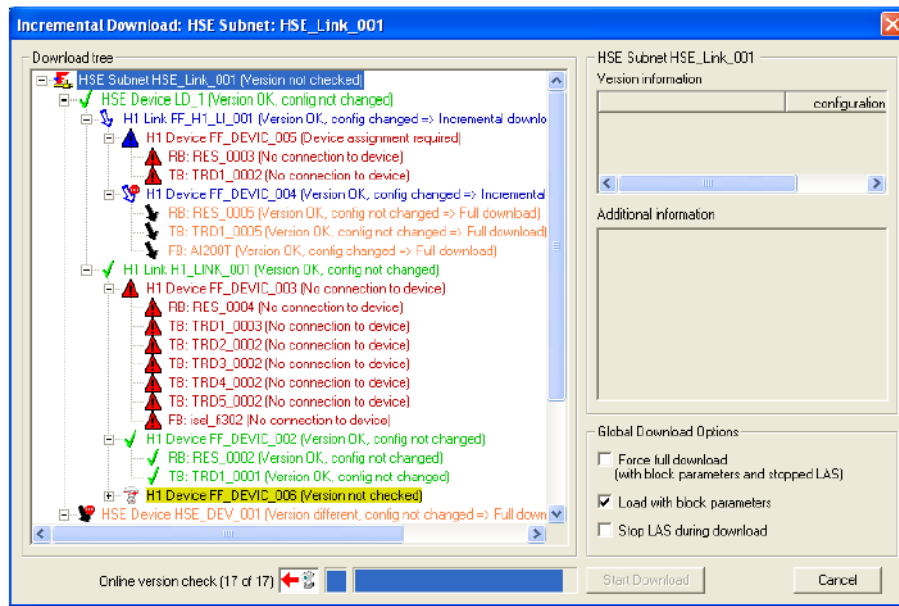 Incremental Download: HSE Subnet: HSE_Link_001
Download tree
HSE Subnet HSE_Link_001 (Version not checked)
HSE Device LD_1 (Version OK, config not changed)
H1 Link FF_H1_LI_001 (Version OK, config changed => Incremental downlo
H1 Device FF_DEVIC_005 (Device assignment required)
RB: RES_0003 (No connection to device)
TB: TRD1_0002 (No connection to device)
H1 Device FF_DEVIC_004 (Version OK, config changed => Incremental
RB: RES_0005 (Version OK, config not changed => Full download)
TB: TRD1_0005 (Version OK, config not changed => Full download)
FB: AI200T (Version OK, config changed => Full download)
H1 Link H1_LINK_001 (Version OK, config not changed)
H1 Device FF_DEVIC_003 (No connection to device)
RB: RES_0004 (No connection to device)
TB: TRD1_0003 (No connection to device)
TB: TRD2_0002 (No connection to device)
TB: TRD3_0002 (No connection to device)
TB: TRD4_0002 (No connection to device)
TB: TRD5_0002 (No connection to device)
FB: isel_fi302 (No connection to device)
H1 Device FF_DEVIC_002 (Version OK, config not changed)
RB: RES_0002 (Version OK, config not changed)
TB: TRD1_0001 (Version OK, config not changed)
H1 Device FF_DEVIC_006 (Version not checked)
HSE Device HSE_DEV_001 (Version different, config not changed => Full down
Online version check (17 of 17)
HSE Subnet HSE_Link_001
Version information
configuration
Additional information
Global Download Options
Force full download
(with block parameters and stopped LAS)
Load with block parameters
Stop LAS during download
Start Download
Cancel